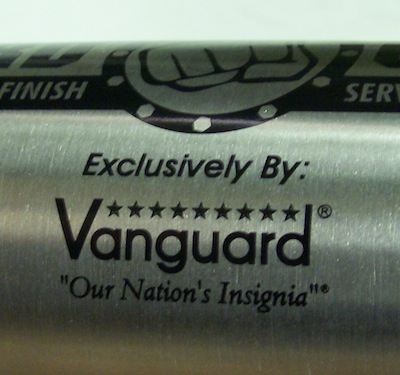 FINISH
SERV
Exclusively By:
Vanguard®
"Our Nation's Insignia"®